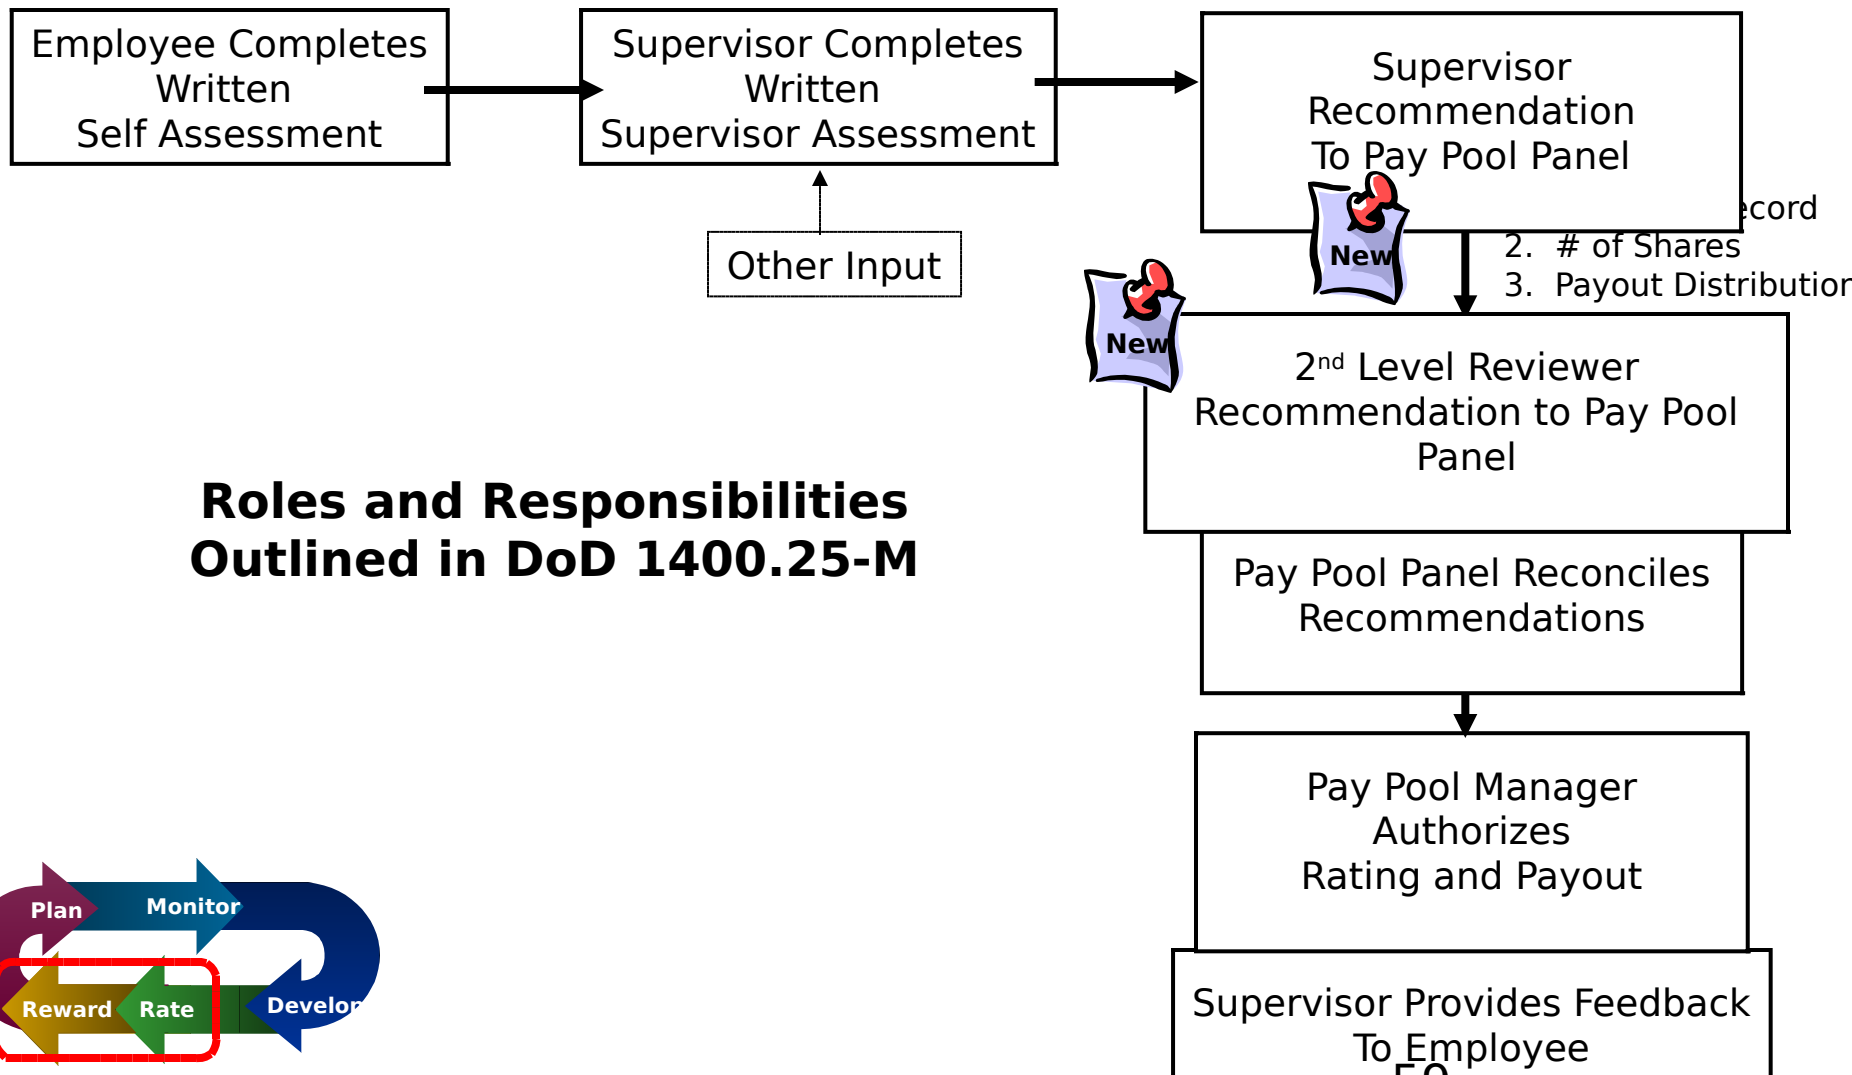 Employee Completes
Written
Self Assessment
Supervisor Completes
Written
Supervisor Assessment
Supervisor
Recommendation
To Pay Pool Panel
Other Input
2. # of Shares
3. Payout Distribution
New
New
2nd Level Reviewer
Recommendation to Pay Pool
Panel
Roles and Responsibilities
Outlined in DoD 1400.25-M
Pay Pool Panel Reconciles
Recommendations
Pay Pool Manager
Authorizes
Rating and Payout
Plan
Monitor
Reward
Rate
Develop
Supervisor Provides Feedback
To Employee